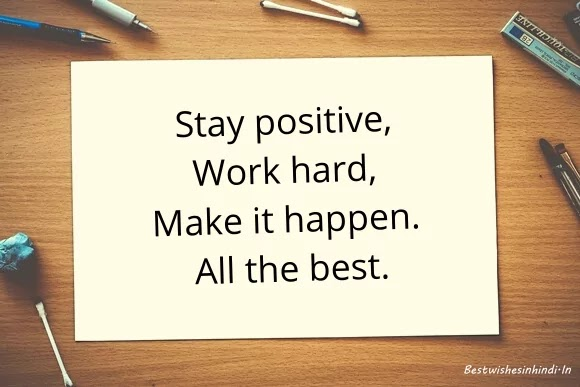 Stay positive,
Work hard,
Make it happen.
All the best.
Bestwishesinhindi.In